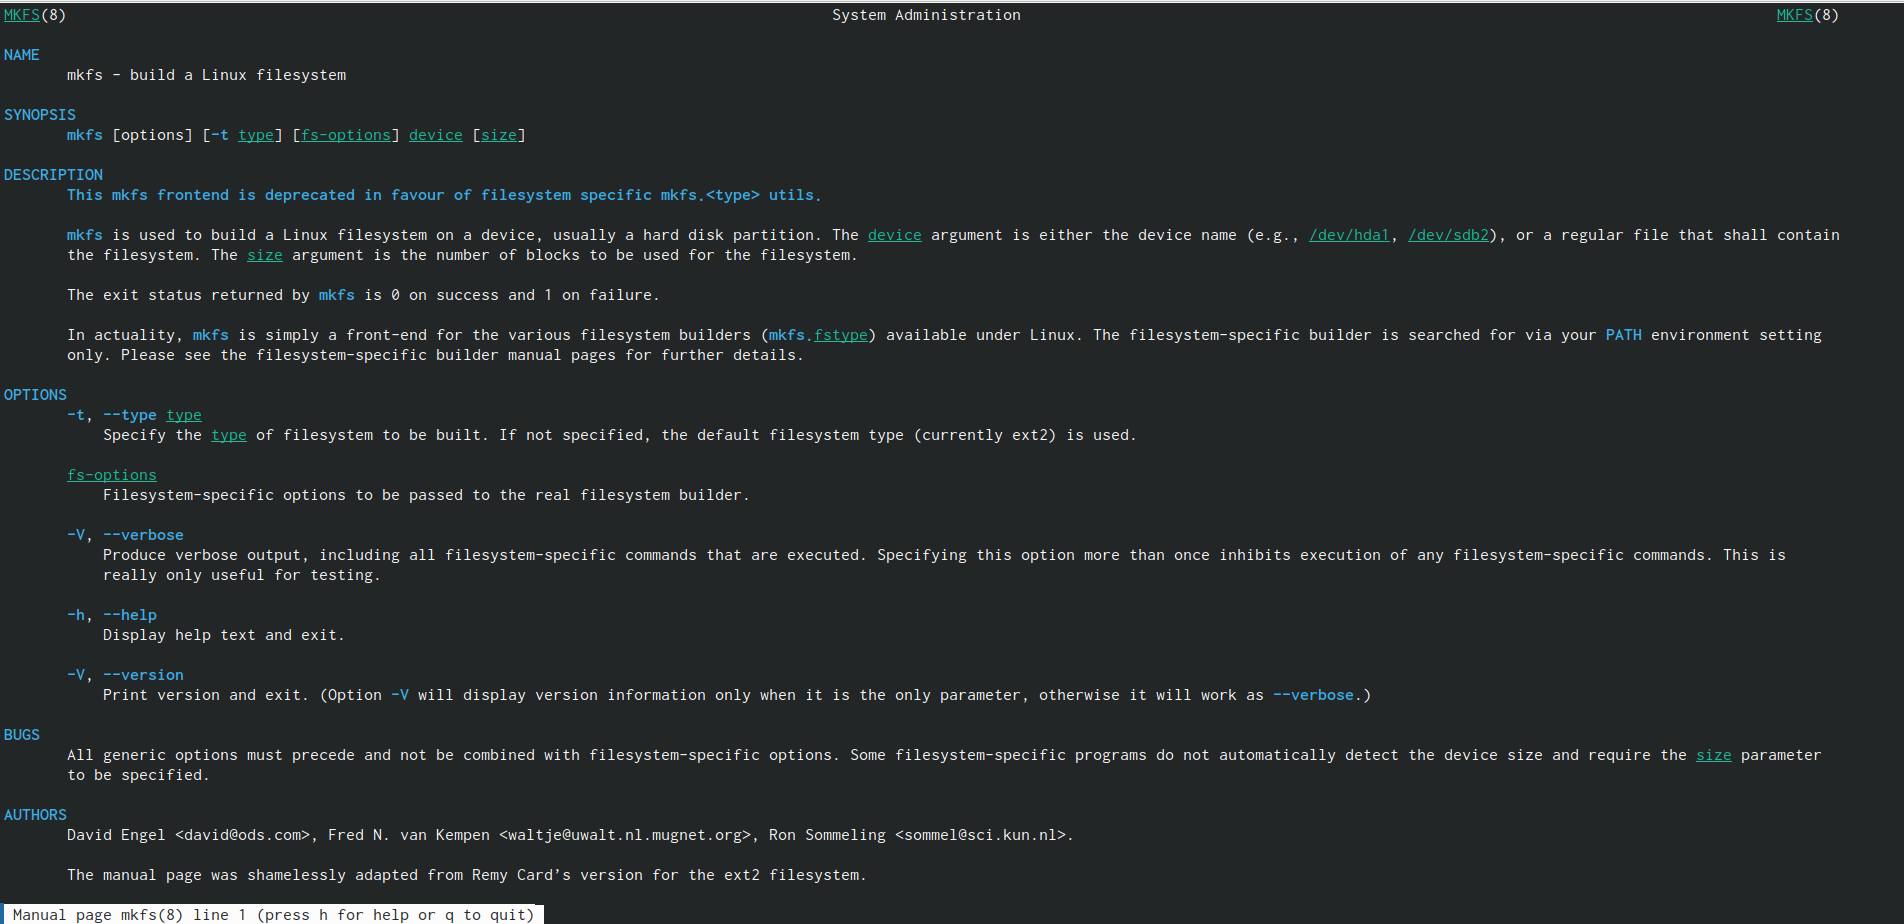 MKFS(8) System Administration MKFS(8)
NAME
mkfs - build a Linux filesystem
SYNOPSIS
mkfs [options] [-t type] [fs-options] device [size]
DESCRIPTION
This mkfs frontend is deprecated in favour of filesystem specific mkfs.<type> utils.
mkfs is used to build a Linux filesystem on a device, usually a hard disk partition. The device argument is either the device name (e.g., /dev/hda1, /dev/sdb2), or a regular file that shall contain
the filesystem. The size argument is the number of blocks to be used for the filesystem.
The exit status returned by mkfs is 0 on success and 1 on failure.
In actuality, mkfs is simply a front-end for the various filesystem builders (mkfs.fstype) available under Linux. The filesystem-specific builder is searched for via your PATH environment setting
only. Please see the filesystem-specific builder manual pages for further details.
OPTIONS
-t, --type type
Specify the type of filesystem to be built. If not specified, the default filesystem type (currently ext2) is used.
fs-options
Filesystem-specific options to be passed to the real filesystem builder.
-V, --verbose
Produce verbose output, including all filesystem-specific commands that are executed. Specifying this option more than once inhibits execution of any filesystem-specific commands. This is
really only useful for testing.
-h, --help
Display help text and exit.
-V, --version
Print version and exit. (Option -V will display version information only when it is the only parameter, otherwise it will work as --verbose.)
BUGS
All generic options must precede and not be combined with filesystem-specific options. Some filesystem-specific programs do not automatically detect the device size and require the size parameter
to be specified.
AUTHORS
David Engel <david@ods.com>, Fred N. van Kempen <waltje@uwalt.nl.mugnet.org>, Ron Sommeling <sommel@sci.kun.nl>.
The manual page was shamelessly adapted from Remy Card’s version for the ext2 filesystem.
Manual page mkfs(8) line 1 (press h for help or q to quit)